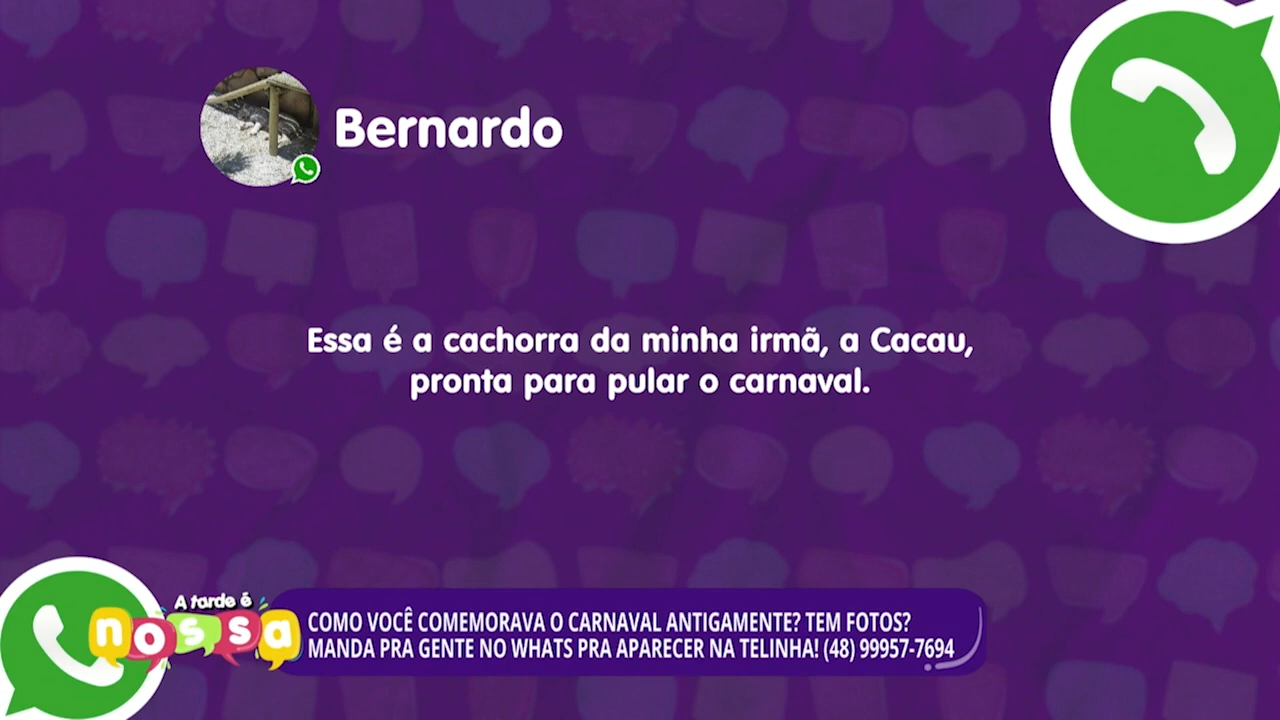 Bernardo
Essa é a cachorra da minha irmã, a Cacau,
pronta para pular o carnaval.
A tarde é
nossa
COMO VOCÊ COMEMORAVA O CARNAVAL ANTIGAMENTE? TEM FOTOS?
MANDA PRA GENTE NO WHATS PRA APARECER NA TELINHA! (48) 99957-7694